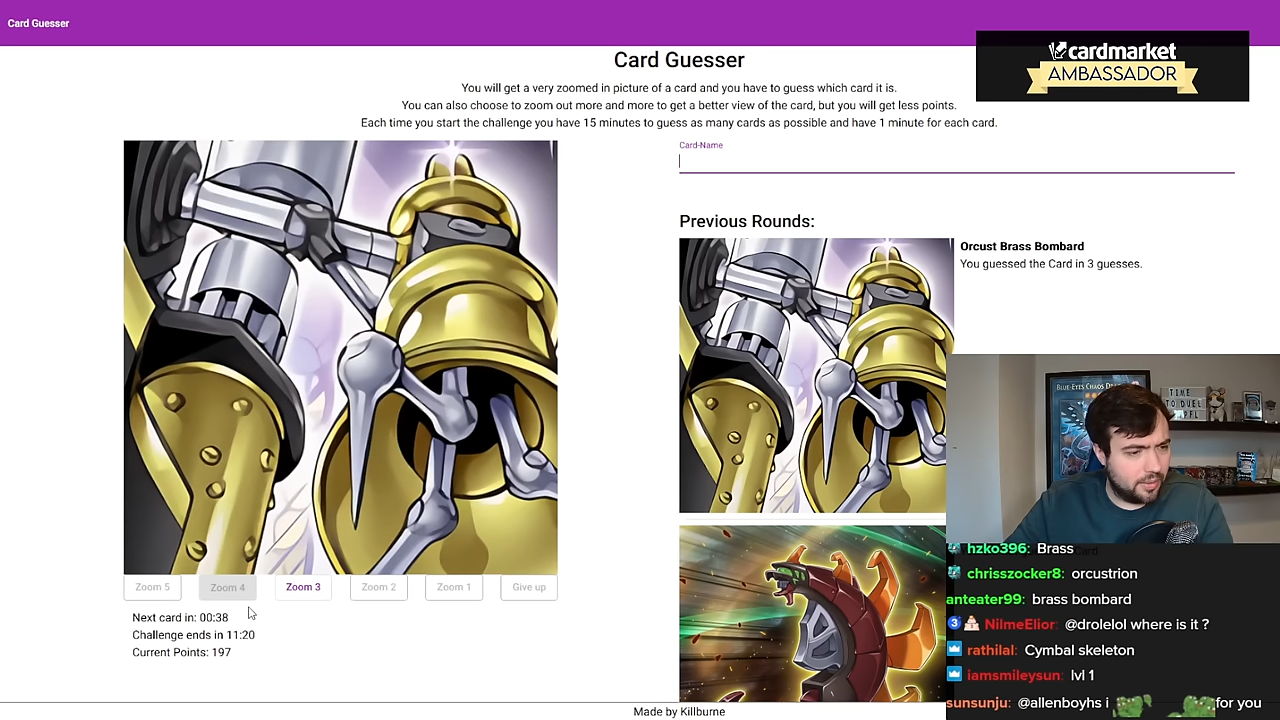 Card Guesser
cardmarket
AMBASSADOR
Card Guesser
You will get a very zoomed in picture of a card and you have to guess which card it is.
You can also choose to zoom out more and more to get a better view of the card, but you will get less points.
Each time you start the challenge you have 15 minutes to guess as many cards as possible and have 1 minute for each card.
Card-Name
Previous Rounds:
Orcust Brass Bombard
You guessed the Card in 3 guesses.
BLUE-EYES CHAOS
TIME
TO DUEL
Zoom 5
Zoom 4
Zoom 3
Zoom 2
Zoom 1
Give up
Next card in: 00:38
Challenge ends in 11:20
Current Points: 197
hzko396: Brass
chrisszocker8: orcustrion
anteater99: brass bombard
3 NilmeElior: @drolelol where is it ?
rathilal: Cymbal skeleton
iamsmileysun: lvl 1
sunsunju: @allenboyhs i for you
Made by Killburne